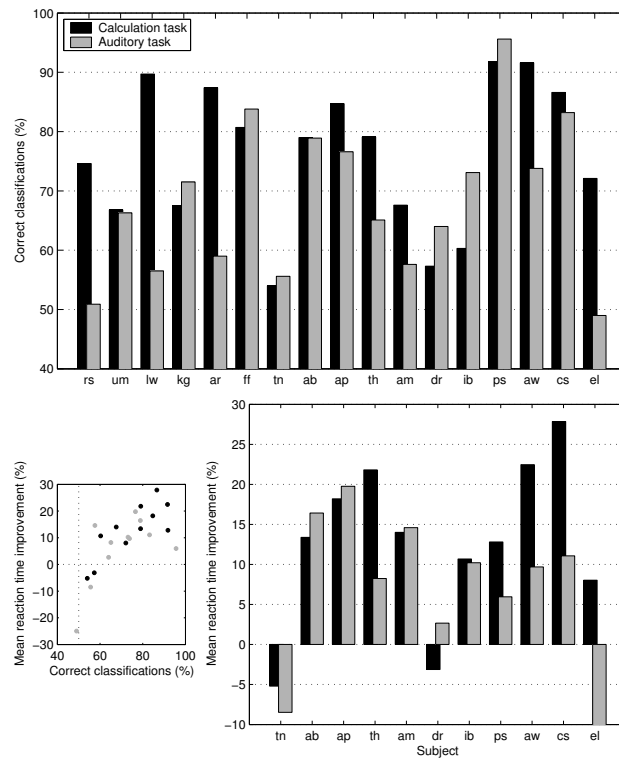 Calculation task
Auditory task
Correct classifications (%)
100
90
80
70
60
50
40
rs um lw kg ar ff tn ab ap th am dr ib ps aw cs el
Mean reaction time improvement (%)
30
20
10
0
−10
−20
−30
40 60 80 100
Correct classifications (%)
Mean reaction time improvement (%)
30
25
20
15
10
5
0
−5
−10
tn ab ap th am dr ib ps aw cs el
Subject